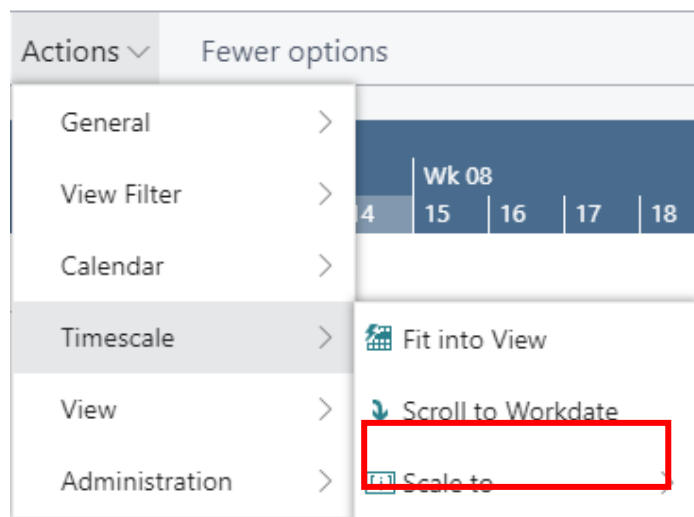 Actions Fewer options
General
View Filter
Calendar
Timescale
View
Administration
Wk 08
14 15 16 17 18
Fit into View
Scroll to Workdate
Scale to